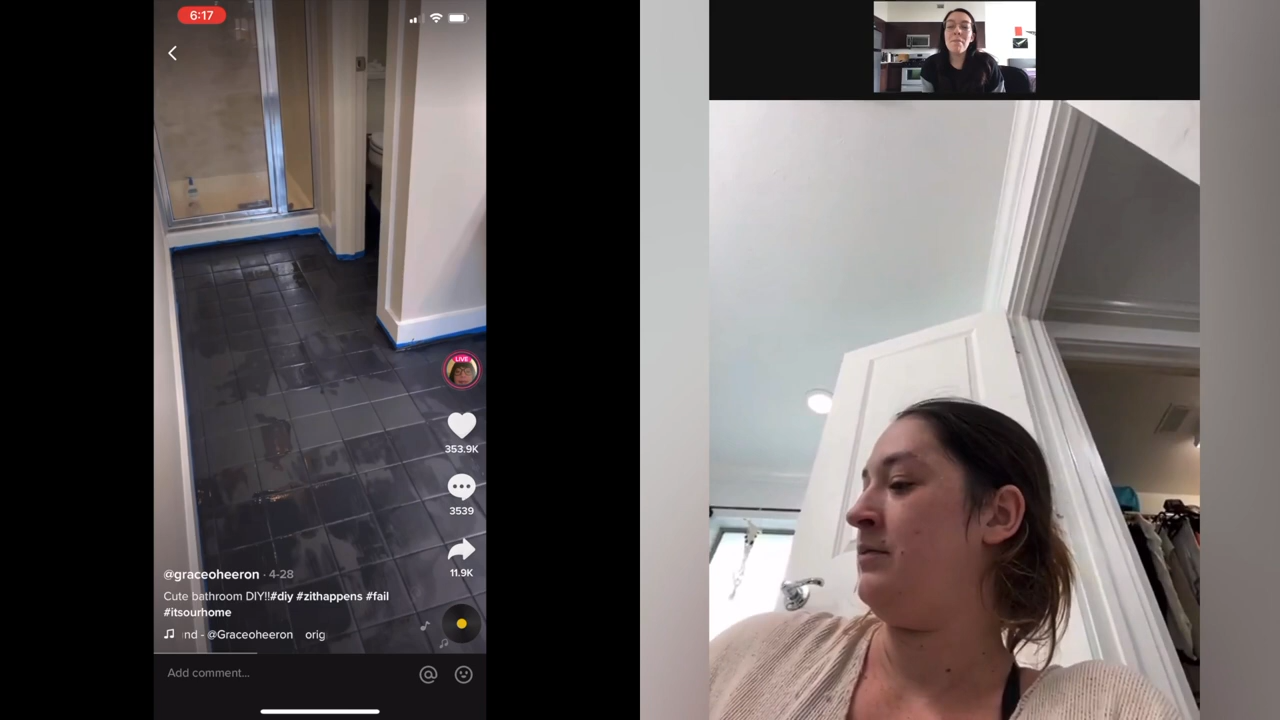 6:17
LIVE
353.9K
3539
11.9K
@graceoheeron · 4-28
Cute bathroom DIY!!#diy #zithappens #fail
#itsourhome
nd - @Graceoheeron orig
Add comment...